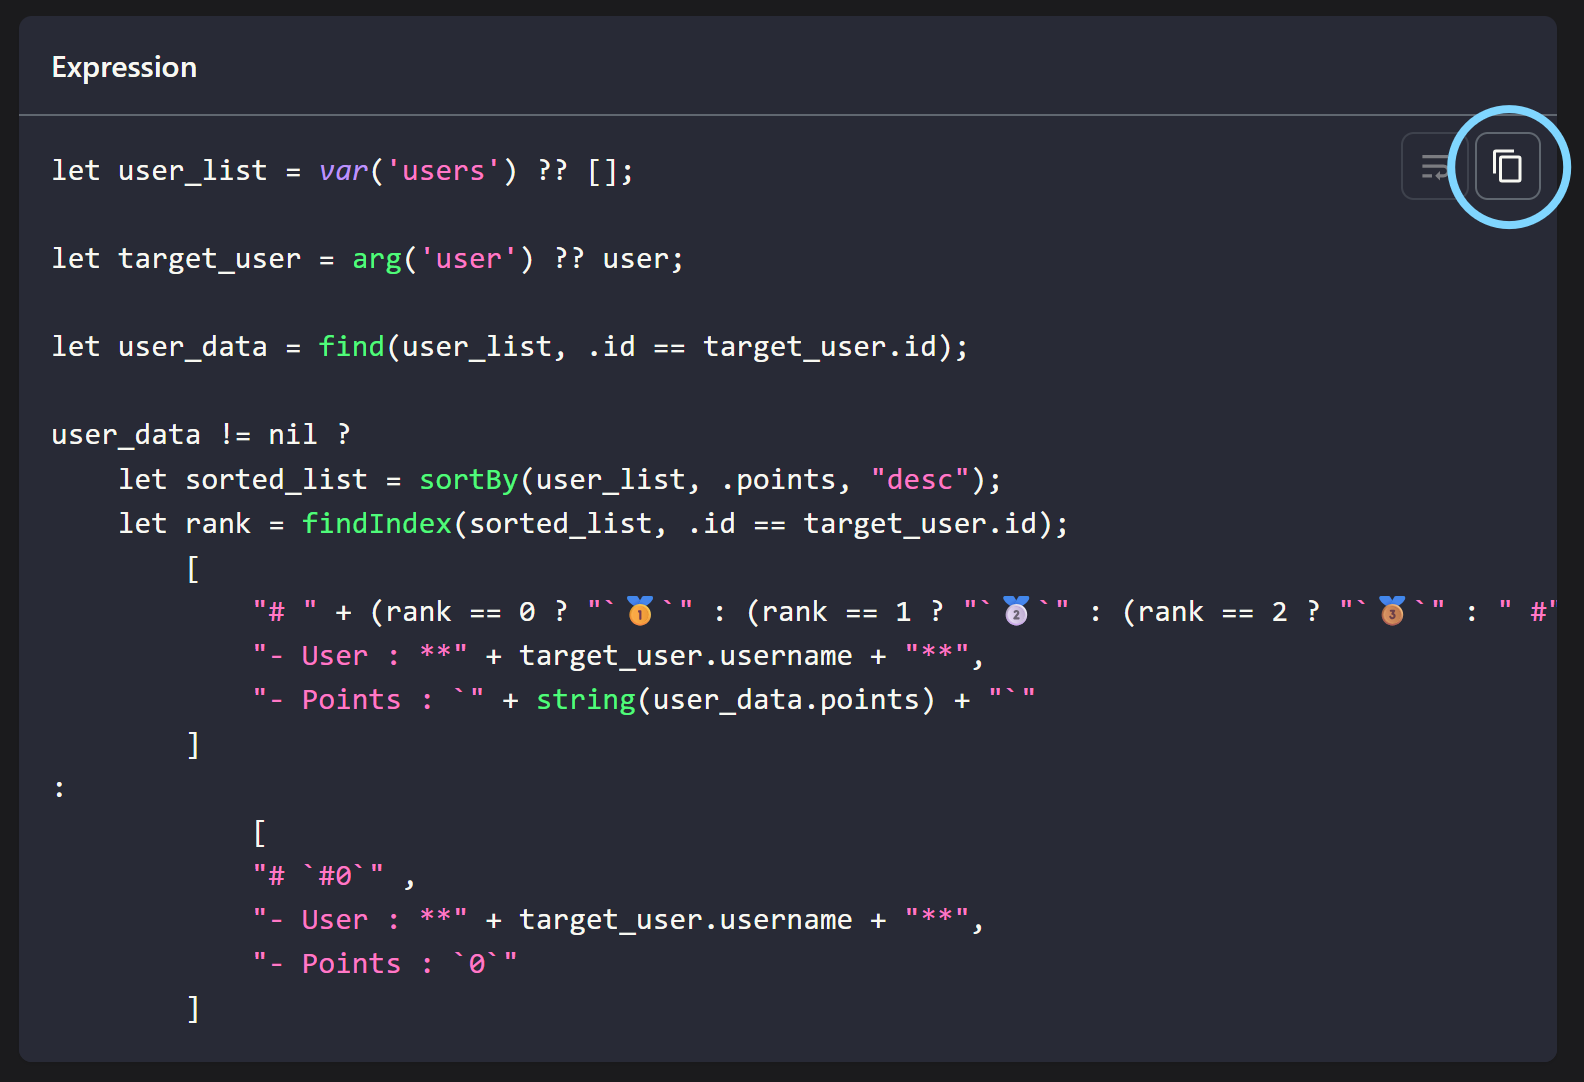 Expression
let user_list = var('users') ?? [];
let target_user = arg('user') ?? user;
let user_data = find(user_list, .id == target_user.id);
user_data != nil ?
    let sorted_list = sortBy(user_list, .points, "desc");
    let rank = findIndex(sorted_list, .id == target_user.id);
        [
            "# " + (rank == 0 ? "`🥇`" : (rank == 1 ? "`🥈`" : (rank == 2 ? "`🥉`" : " #"
            "- User : **" + target_user.username + "**",
            "- Points : `" + string(user_data.points) + "`"
        ]
:
            [
            "# `#0`" ,
            "- User : **" + target_user.username + "**",
            "- Points : `0`"
        ]